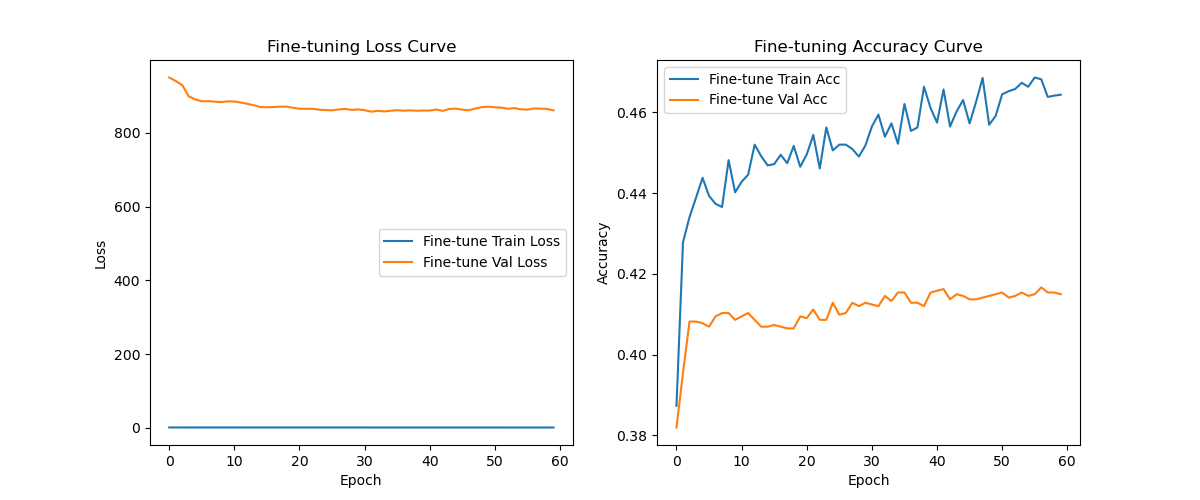 Fine-tuning Loss Curve
Loss
800
600
400
200
0
Fine-tune Train Loss
Fine-tune Val Loss
0 10 20 30 40 50 60
Epoch
Fine-tuning Accuracy Curve
Accuracy
Fine-tune Train Acc
Fine-tune Val Acc
0.46
0.44
0.42
0.40
0.38
0 10 20 30 40 50 60
Epoch